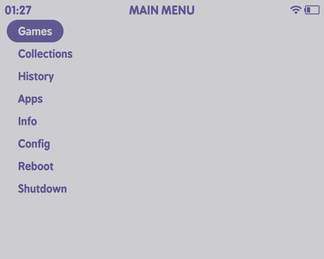 01:27 MAIN MENU
Games
Collections
History
Apps
Info
Config
Reboot
Shutdown